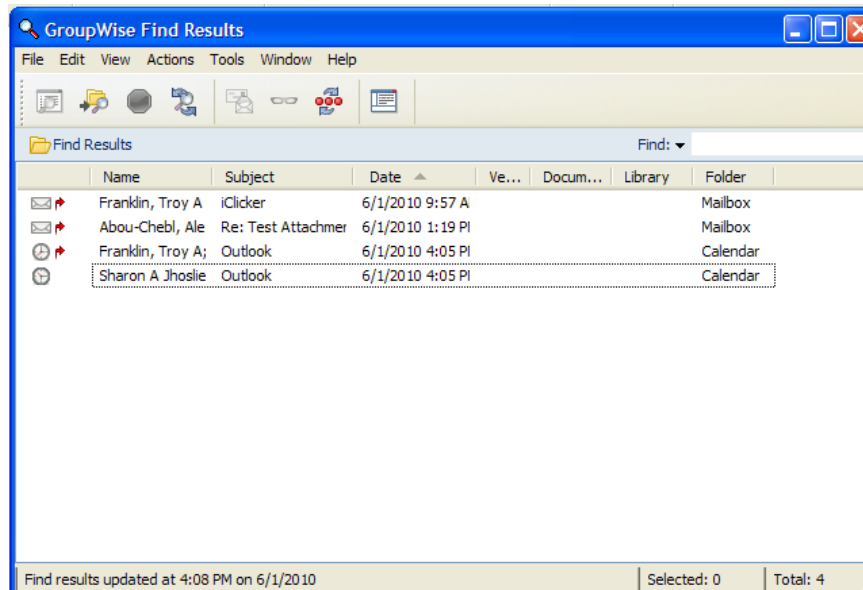 GroupWise Find Results
File Edit View Actions Tools Window Help
Find Results Find:
Name Subject Date Ve... Docum... Library Folder
Franklin, Troy A iClicker 6/1/2010 9:57 A Mailbox
Abou-Chebl, Ale Re: Test Attachmer 6/1/2010 1:19 PI Mailbox
Franklin, Troy A; Outlook 6/1/2010 4:05 PI Calendar
Sharon A Jhoslie Outlook 6/1/2010 4:05 PI Calendar
Find results updated at 4:08 PM on 6/1/2010 Selected: 0 Total: 4